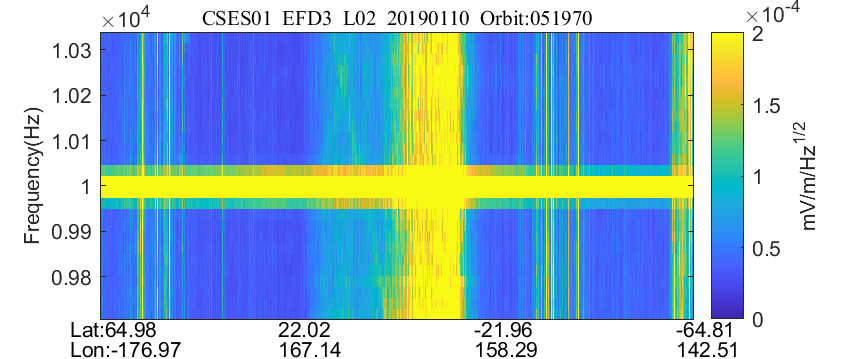 ×10⁴ CSES01 EFD3 L02 20190110 Orbit:051970 ×10⁻⁴
1.03
1.02
1.01
1
0.99
0.98
Frequency(Hz)
2
1.5
1
0.5
0
mV/m/Hz^1/2
Lat:64.98 22.02 -21.96 -64.81
Lon:-176.97 167.14 158.29 142.51